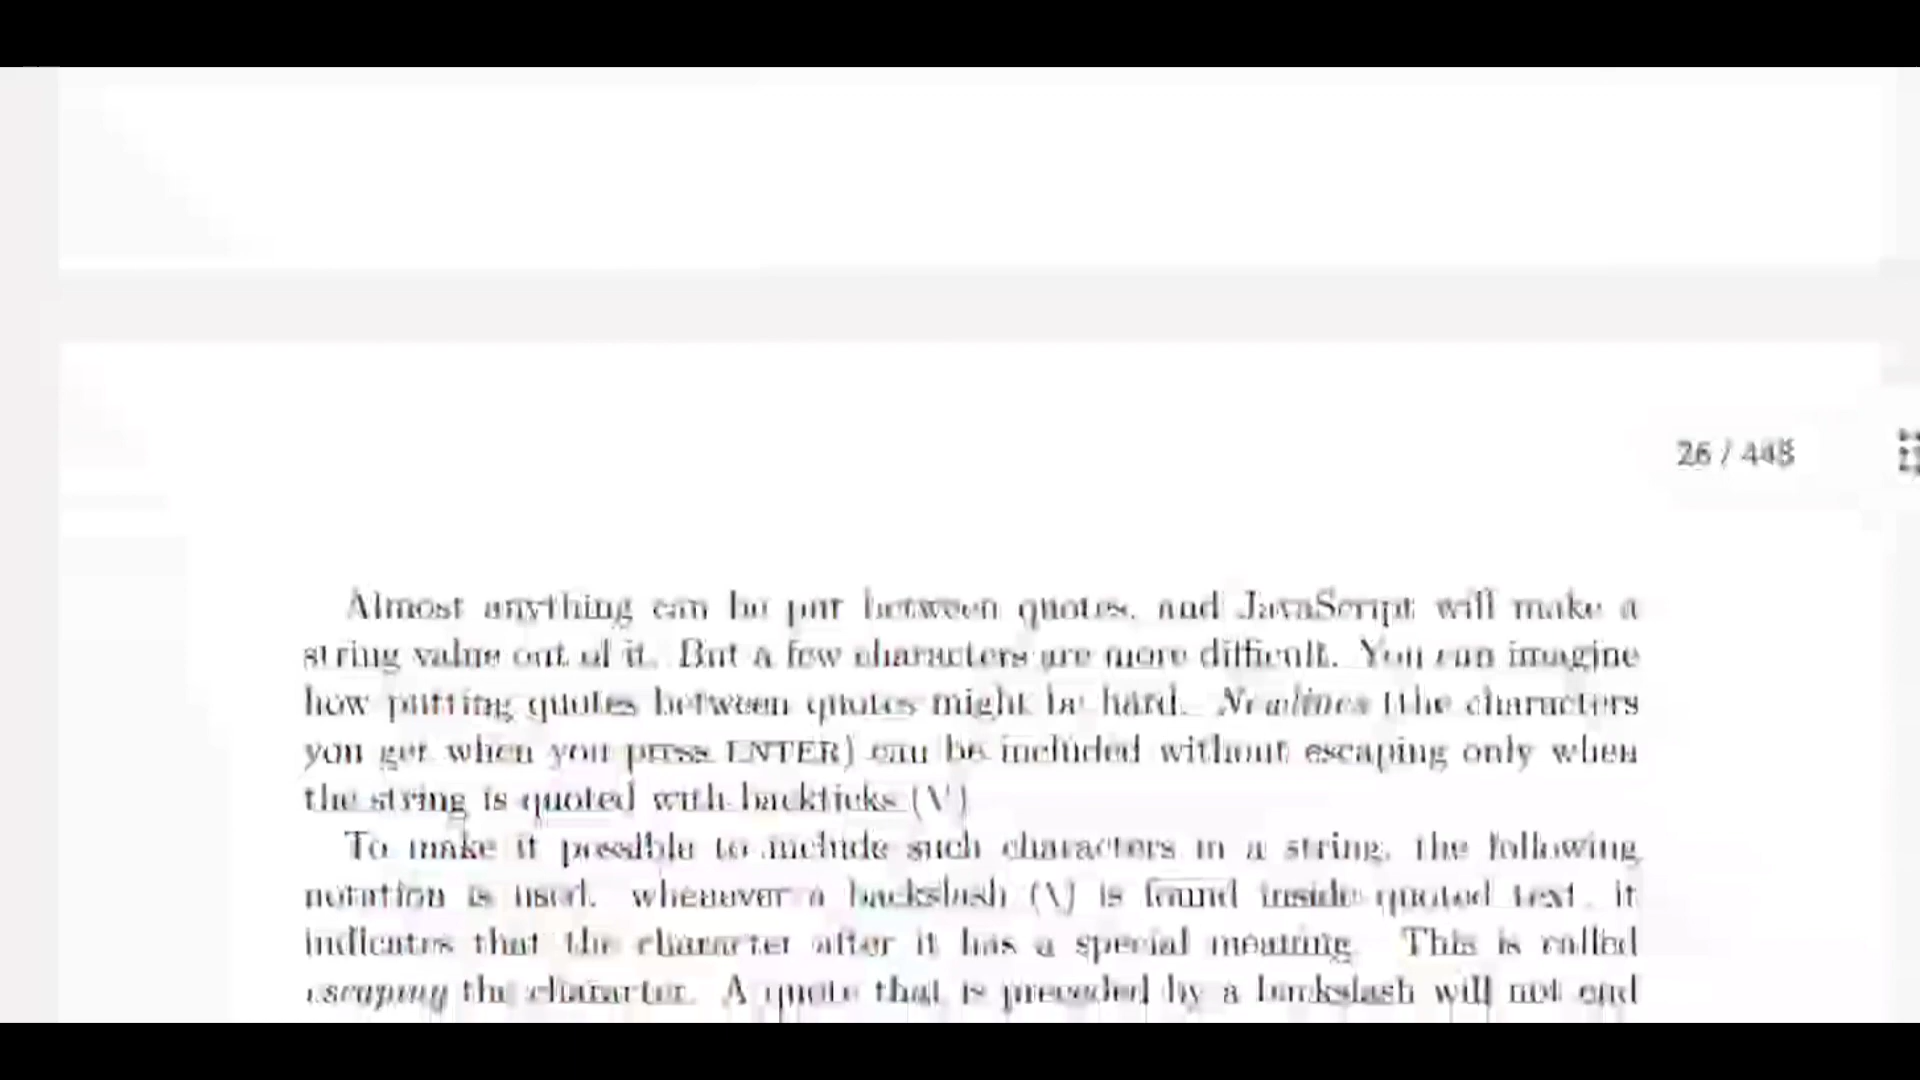 26 / 448
Almost anything can be put between quotes, and JavaScript will make a
string value out of it. But a few characters are more difficult. You can imagine
how putting quotes between quotes might be hard. Newlines (the characters
you get when you press ENTER) can be included without escaping only when
the string is quoted with backticks (\`)
To make it possible to include such characters in a string, the following
notation is used: whenever a backslash (\) is found inside quoted text, it
indicates that the character after it has a special meaning. This is called
escaping the character. A quote that is preceded by a backslash will not end